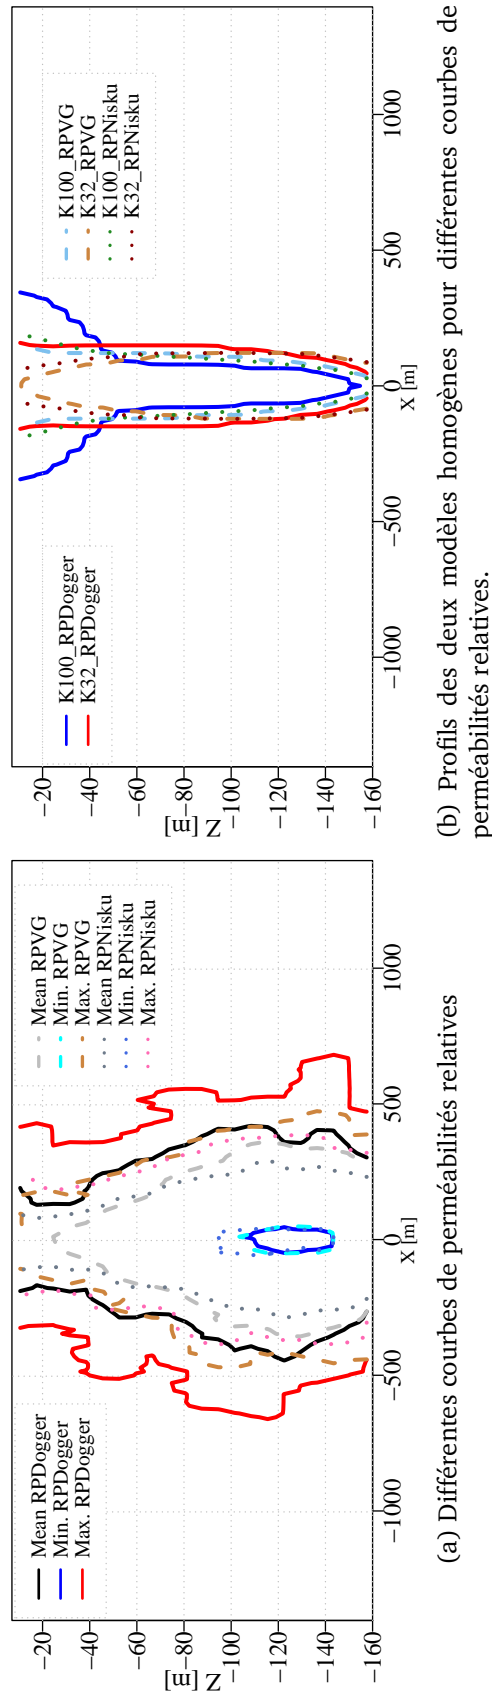 Mean RPDogger
Min. RPDogger
Max. RPDogger
Mean RPVG
Min. RPVG
Max. RPVG
Mean RPNisku
Min. RPNisku
Max. RPNisku
−20
−40
−60
−80
−100
−120
−140
−160
Z [m]
−1000
−500
0
500
1000
X [m]
(a) Différentes courbes de perméabilités relatives
K100_RPDogger
K32_RPDogger
K100_RPVG
K32_RPVG
K100_RPNisku
K32_RPNisku
−20
−40
−60
−80
−100
−120
−140
−160
Z [m]
−1000
−500
0
500
1000
X [m]
(b) Profils des deux modèles homogènes pour différentes courbes de
perméabilités relatives.